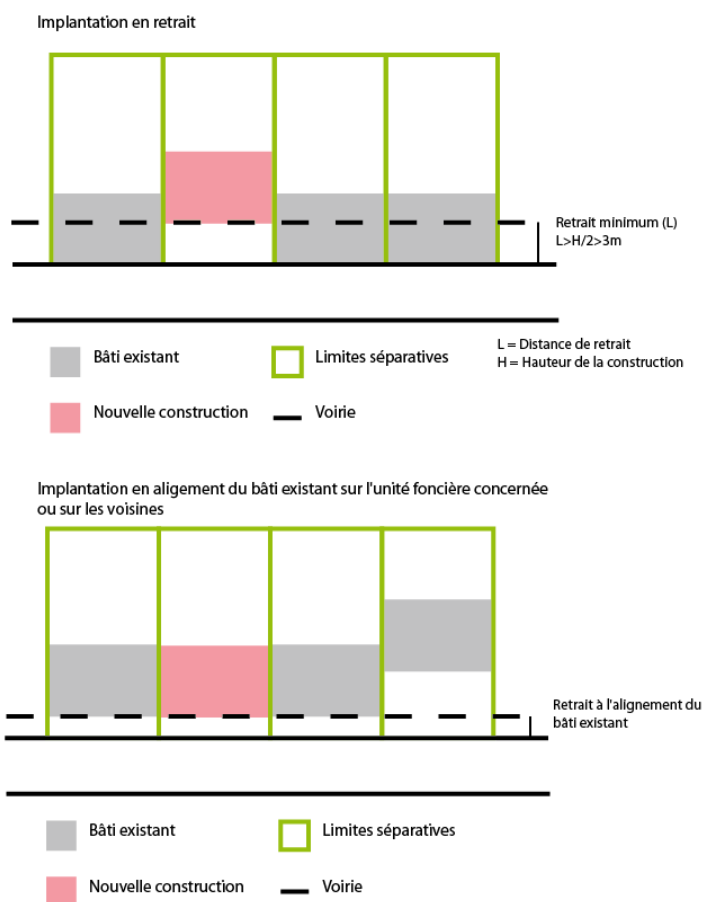 Implantation en retrait
Retrait minimum (L)
L>H/2>3m
Bâti existant
Limites séparatives
L = Distance de retrait
H = Hauteur de la construction
Nouvelle construction
Voirie
Implantation en aligement du bâti existant sur l'unité foncière concernée
ou sur les voisines
Retrait à l'alignement du
bâti existant
Bâti existant
Limites séparatives
Nouvelle construction
Voirie